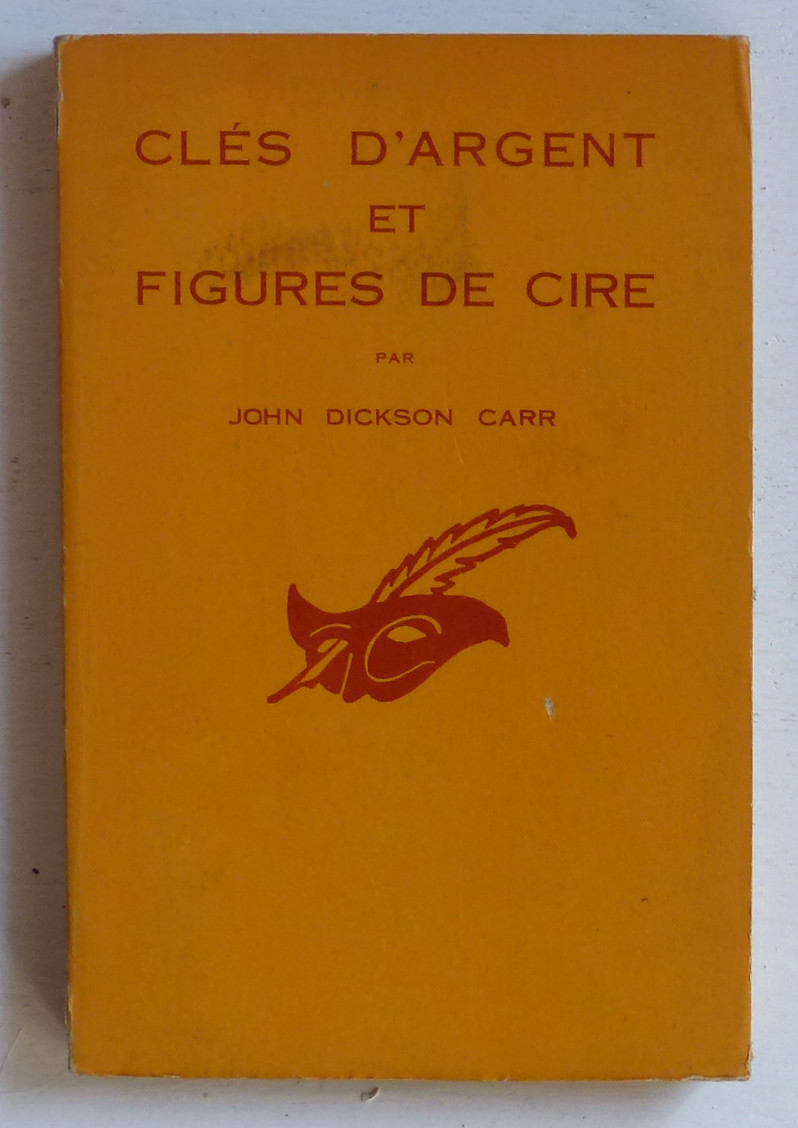 CLÉS D'ARGENT
ET
FIGURES DE CIRE
PAR
JOHN DICKSON CARR